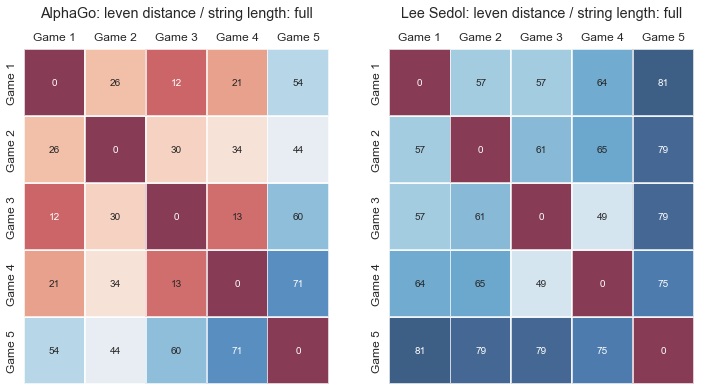 AlphaGo: leven distance / string length: full
Game 1 Game 2 Game 3 Game 4 Game 5
Game 1 0 26 12 21 54
Game 2 26 0 30 34 44
Game 3 12 30 0 13 60
Game 4 21 34 13 0 71
Game 5 54 44 60 71 0
Lee Sedol: leven distance / string length: full
Game 1 Game 2 Game 3 Game 4 Game 5
Game 1 0 57 57 64 81
Game 2 57 0 61 65 79
Game 3 57 61 0 49 79
Game 4 64 65 49 0 75
Game 5 81 79 79 75 0